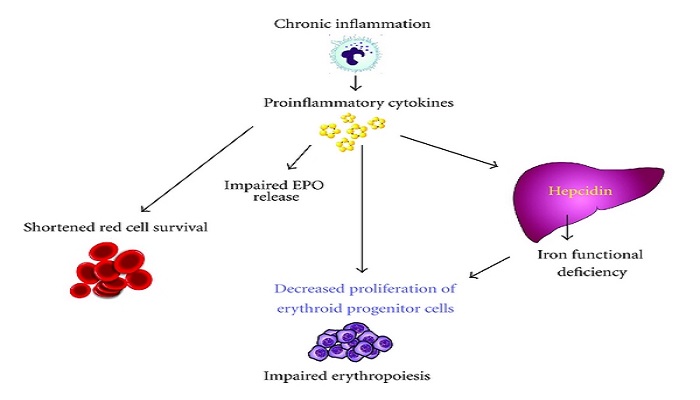 Chronic inflammation
Proinflammatory cytokines
Impaired EPO
release
Hepcidin
Shortened red cell survival
Iron functional
deficiency
Decreased proliferation of
erythroid progenitor cells
Impaired erythropoiesis